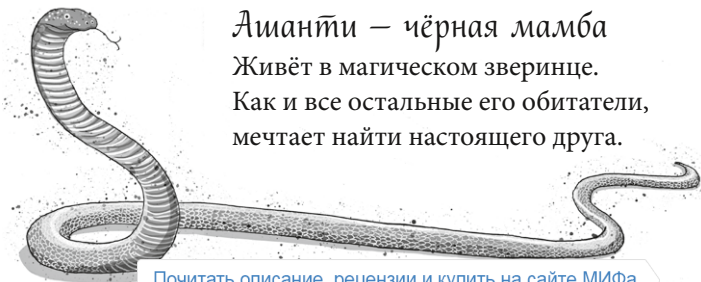 Ашанти — чёрная мамба
Живёт в магическом зверинце.
Как и все остальные его обитатели,
мечтает найти настоящего друга.
Почитать описание, рецензии и купить на сайте МИФа